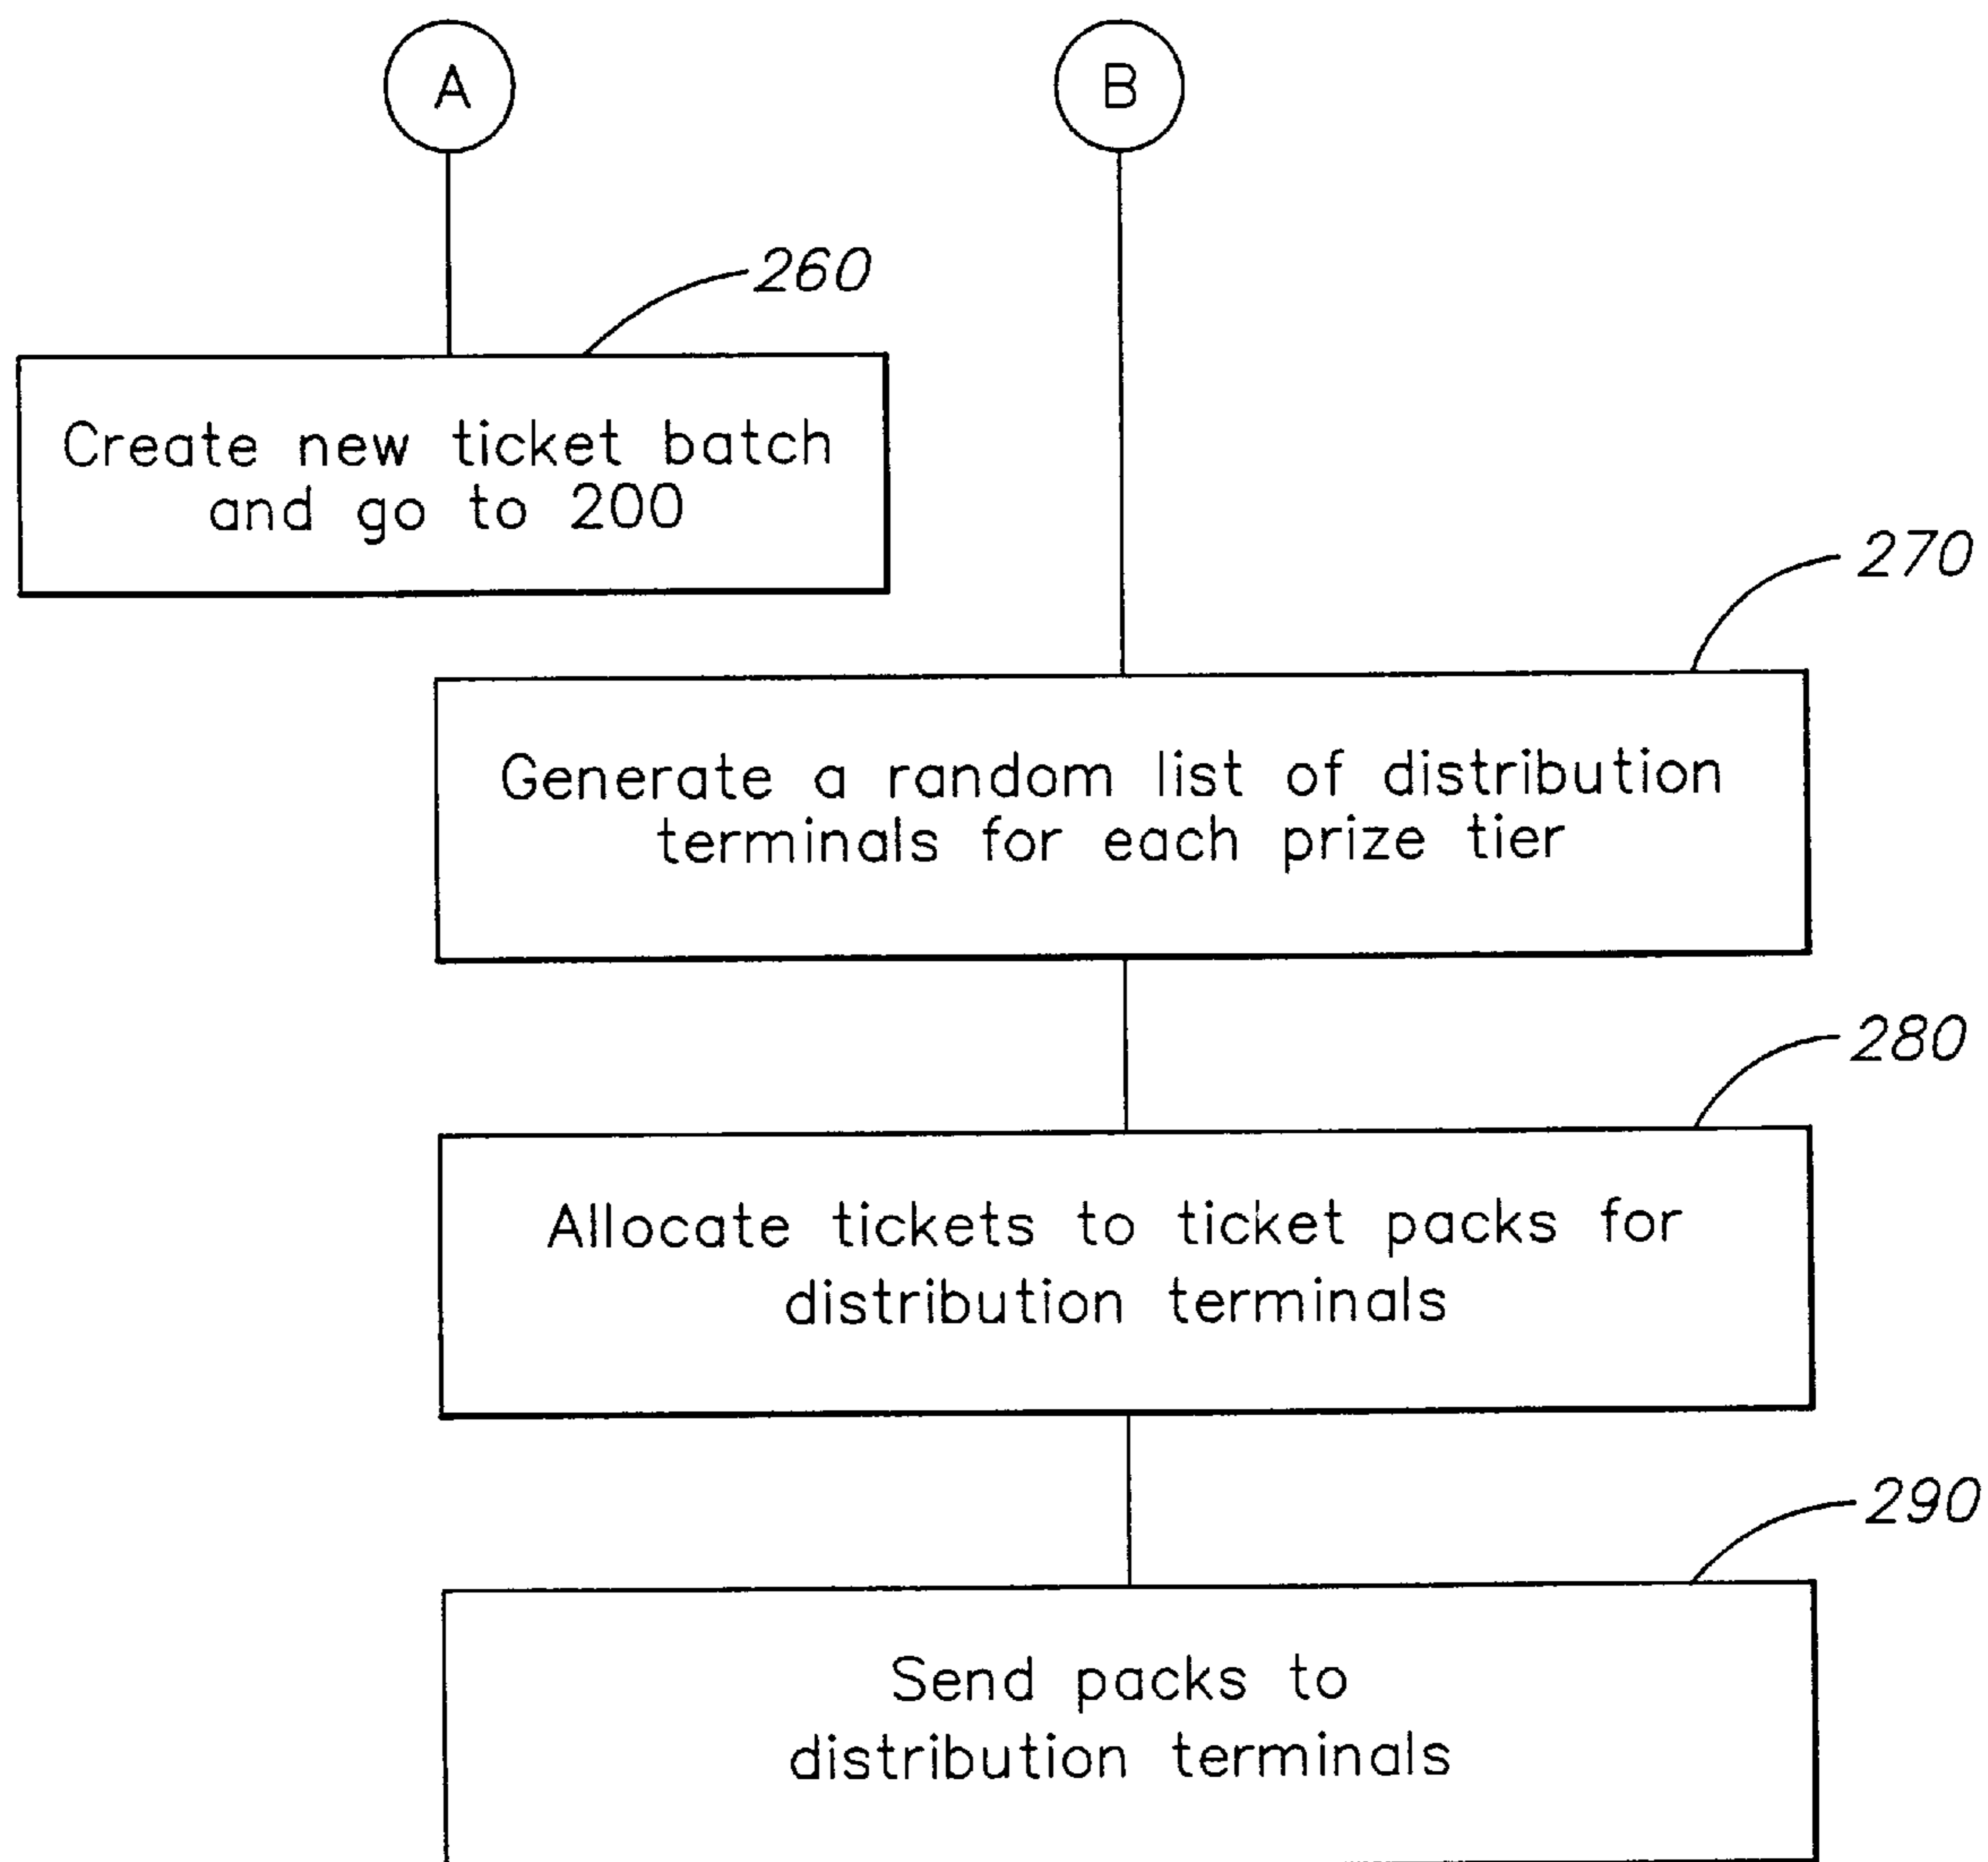 A
B
260
Create new ticket batch
and go to 200
270
Generate a random list of distribution
terminals for each prize tier
280
Allocate tickets to ticket packs for
distribution terminals
290
Send packs to
distribution terminals